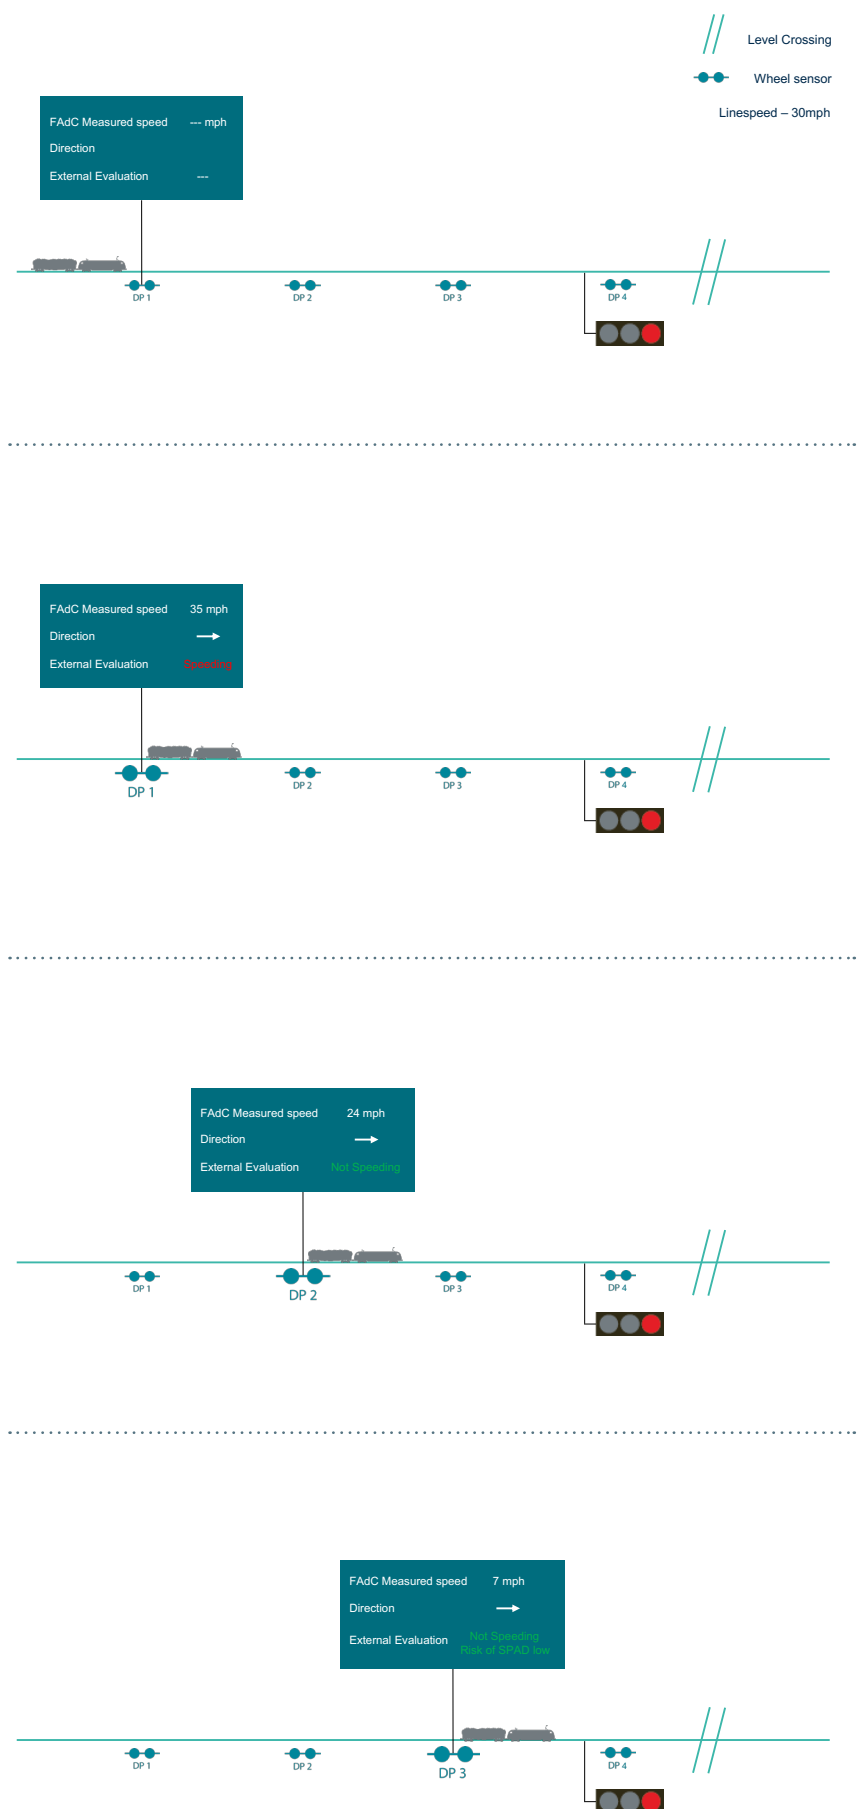 Level Crossing
Wheel sensor
Linespeed – 30mph
FAdC Measured speed --- mph
Direction
External Evaluation ---
DP 1 DP 2 DP 3 DP 4
FAdC Measured speed 35 mph
Direction
External Evaluation Speeding
DP 1 DP 2 DP 3 DP 4
FAdC Measured speed 24 mph
Direction
External Evaluation Not Speeding
DP 1 DP 2 DP 3 DP 4
FAdC Measured speed 7 mph
Direction
External Evaluation Not Speeding
Risk of SPAD low
DP 1 DP 2 DP 3 DP 4